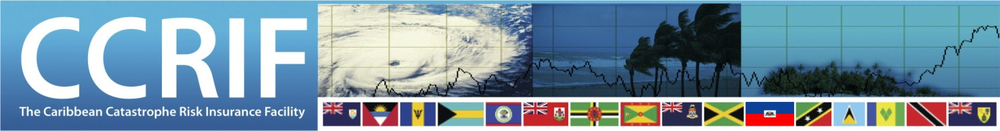 CCRIF
The Caribbean Catastrophe Risk Insurance Facility